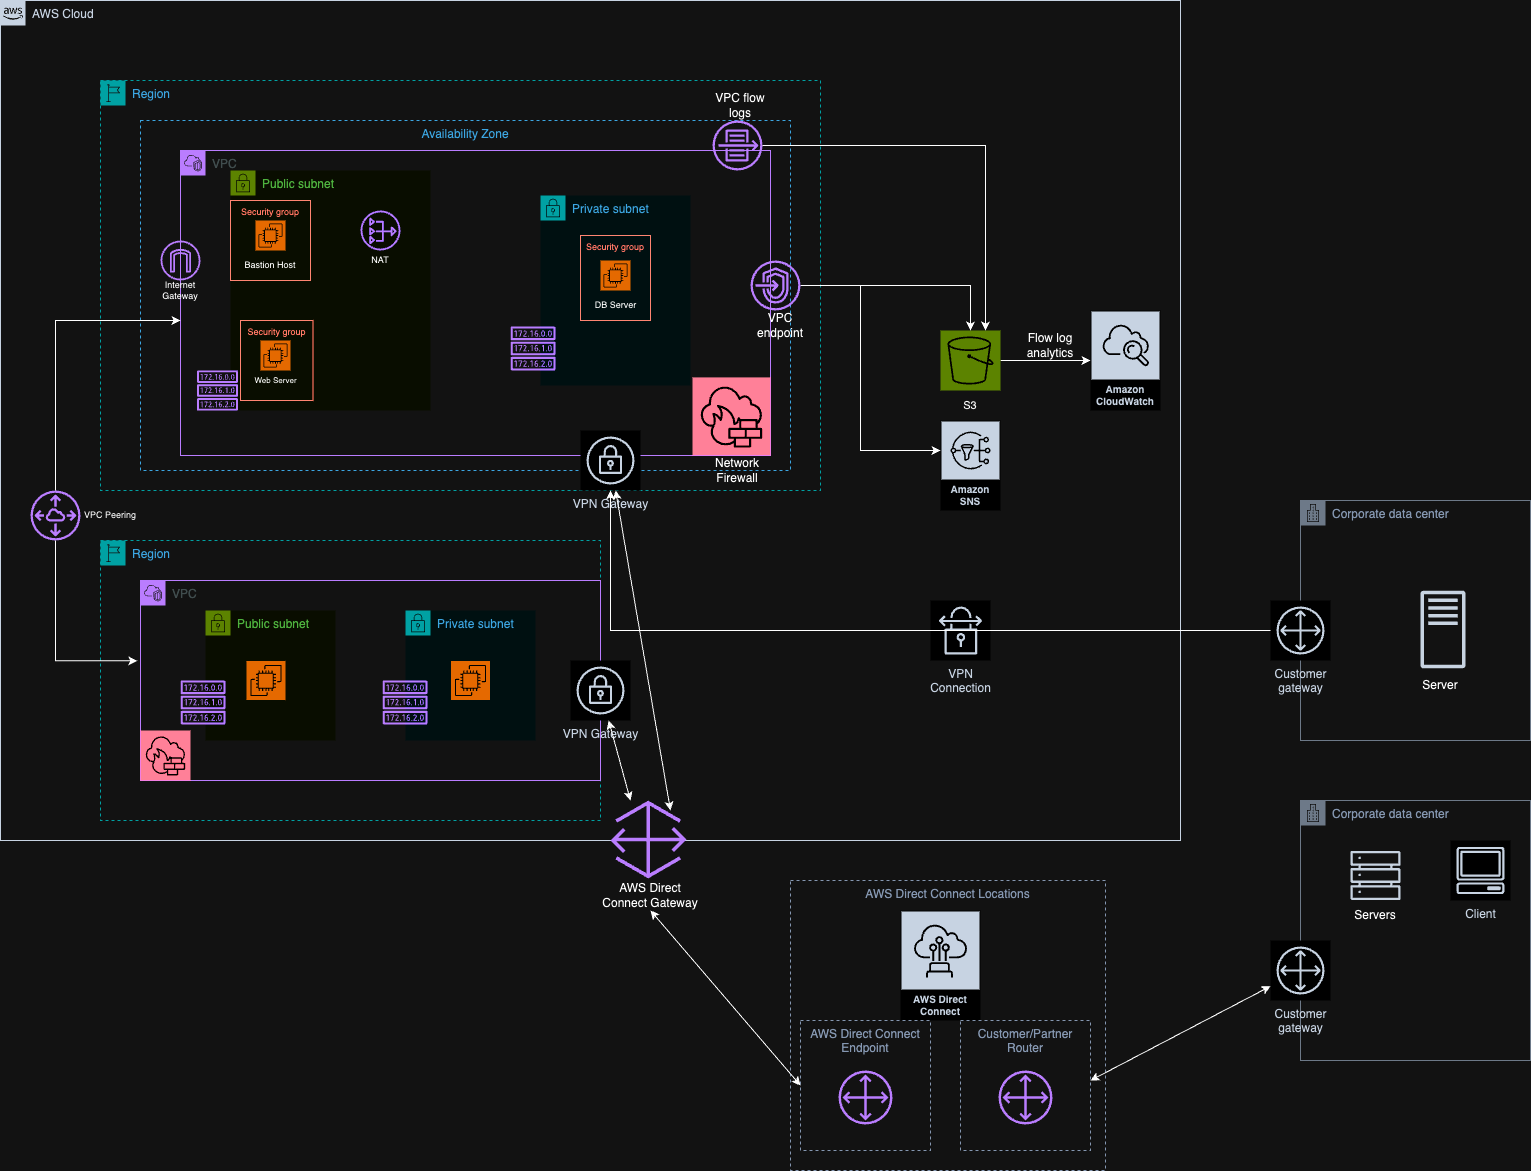 aws
AWS Cloud
Region
Availability Zone
VPC flow
logs
VPC
Public subnet
Security group
Bastion Host
NAT
Internet
Gateway
Security group
Web Server
172.16.0.0
172.16.1.0
172.16.2.0
Private subnet
Security group
DB Server
172.16.0.0
172.16.1.0
172.16.2.0
VPC
endpoint
Network
Firewall
VPN Gateway
S3
Flow log
analytics
Amazon
CloudWatch
Amazon
SNS
VPC Peering
Region
VPC
Public subnet
172.16.0.0
172.16.1.0
172.16.2.0
Private subnet
172.16.0.0
172.16.1.0
172.16.2.0
VPN Gateway
VPN
Connection
Corporate data center
Customer
gateway
Server
AWS Direct
Connect Gateway
AWS Direct Connect Locations
AWS Direct
Connect
AWS Direct Connect
Endpoint
Customer/Partner
Router
Corporate data center
Servers
Client
Customer
gateway